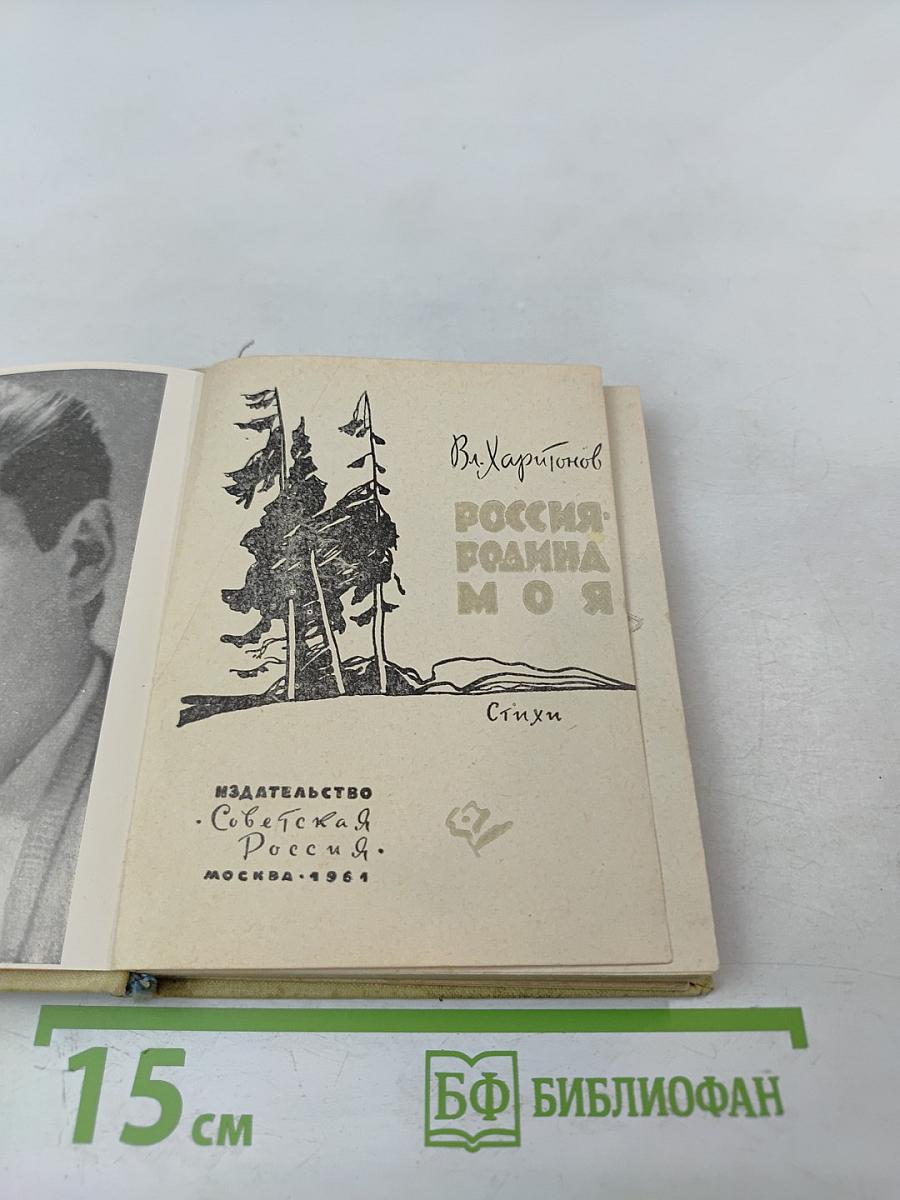 Вл. Харитонов
РОССИЯ-
РОДИНА
МОЯ
Стихи
ИЗДАТЕЛЬСТВО
•Советская
Россия•
МОСКВА•1961
15 см
БФ БИБЛИОФАН